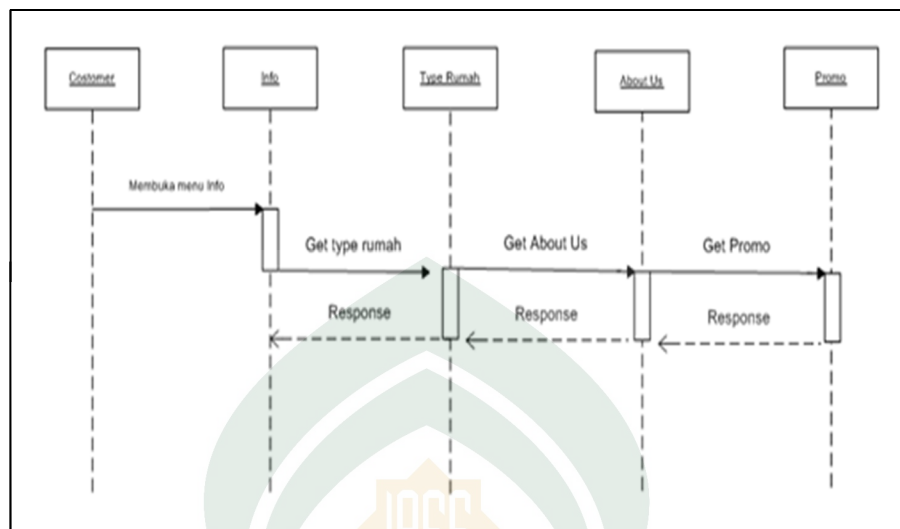 Costomer
Info
Type Rumah
About Us
Promo
Membuka menu Info
Get type rumah
Get About Us
Get Promo
Response
Response
Response